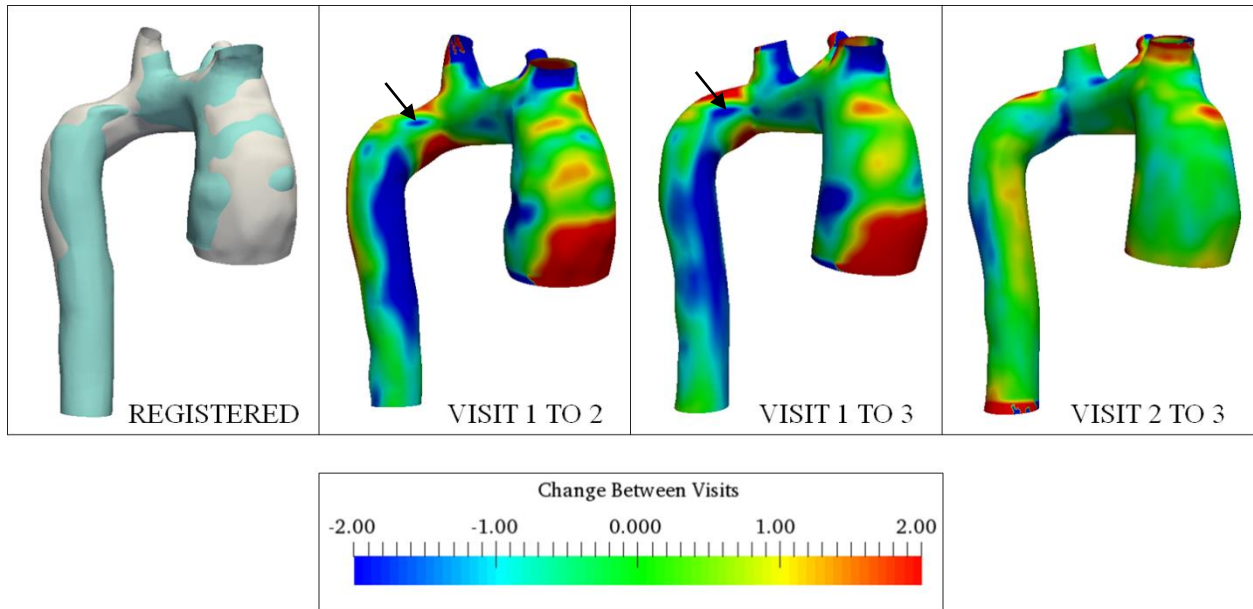 REGISTERED
VISIT 1 TO 2
VISIT 1 TO 3
VISIT 2 TO 3
Change Between Visits
-2.00 -1.00 0.000 1.00 2.00